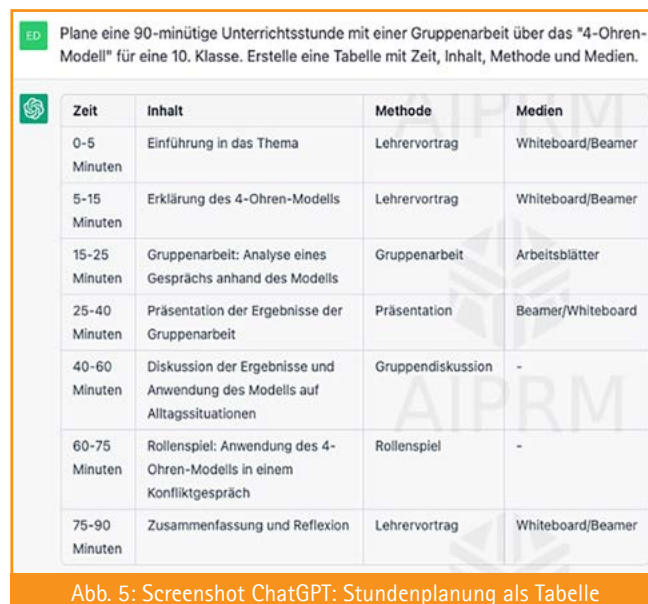 ED
Plane eine 90-minütige Unterrichtsstunde mit einer Gruppenarbeit über das "4-Ohren-
Modell" für eine 10. Klasse. Erstelle eine Tabelle mit Zeit, Inhalt, Methode und Medien.
AIPRM
Zeit Inhalt Methode Medien
0-5 Einführung in das Thema Lehrervortrag Whiteboard/Beamer
Minuten
5-15 Erklärung des 4-Ohren-Modells Lehrervortrag Whiteboard/Beamer
Minuten
15-25 Gruppenarbeit: Analyse eines Gruppenarbeit Arbeitsblätter
Minuten Gesprächs anhand des Modells
25-40 Präsentation der Ergebnisse der Präsentation Beamer/Whiteboard
Minuten Gruppenarbeit
40-60 Diskussion der Ergebnisse und Gruppendiskussion -
Minuten Anwendung des Modells auf
Alltagssituationen
AIPRM
60-75 Rollenspiel: Anwendung des 4- Rollenspiel -
Minuten Ohren-Modells in einem
Konfliktgespräch
75-90 Zusammenfassung und Reflexion Lehrervortrag Whiteboard/Beamer
Minuten
Abb. 5: Screenshot ChatGPT: Stundenplanung als Tabelle